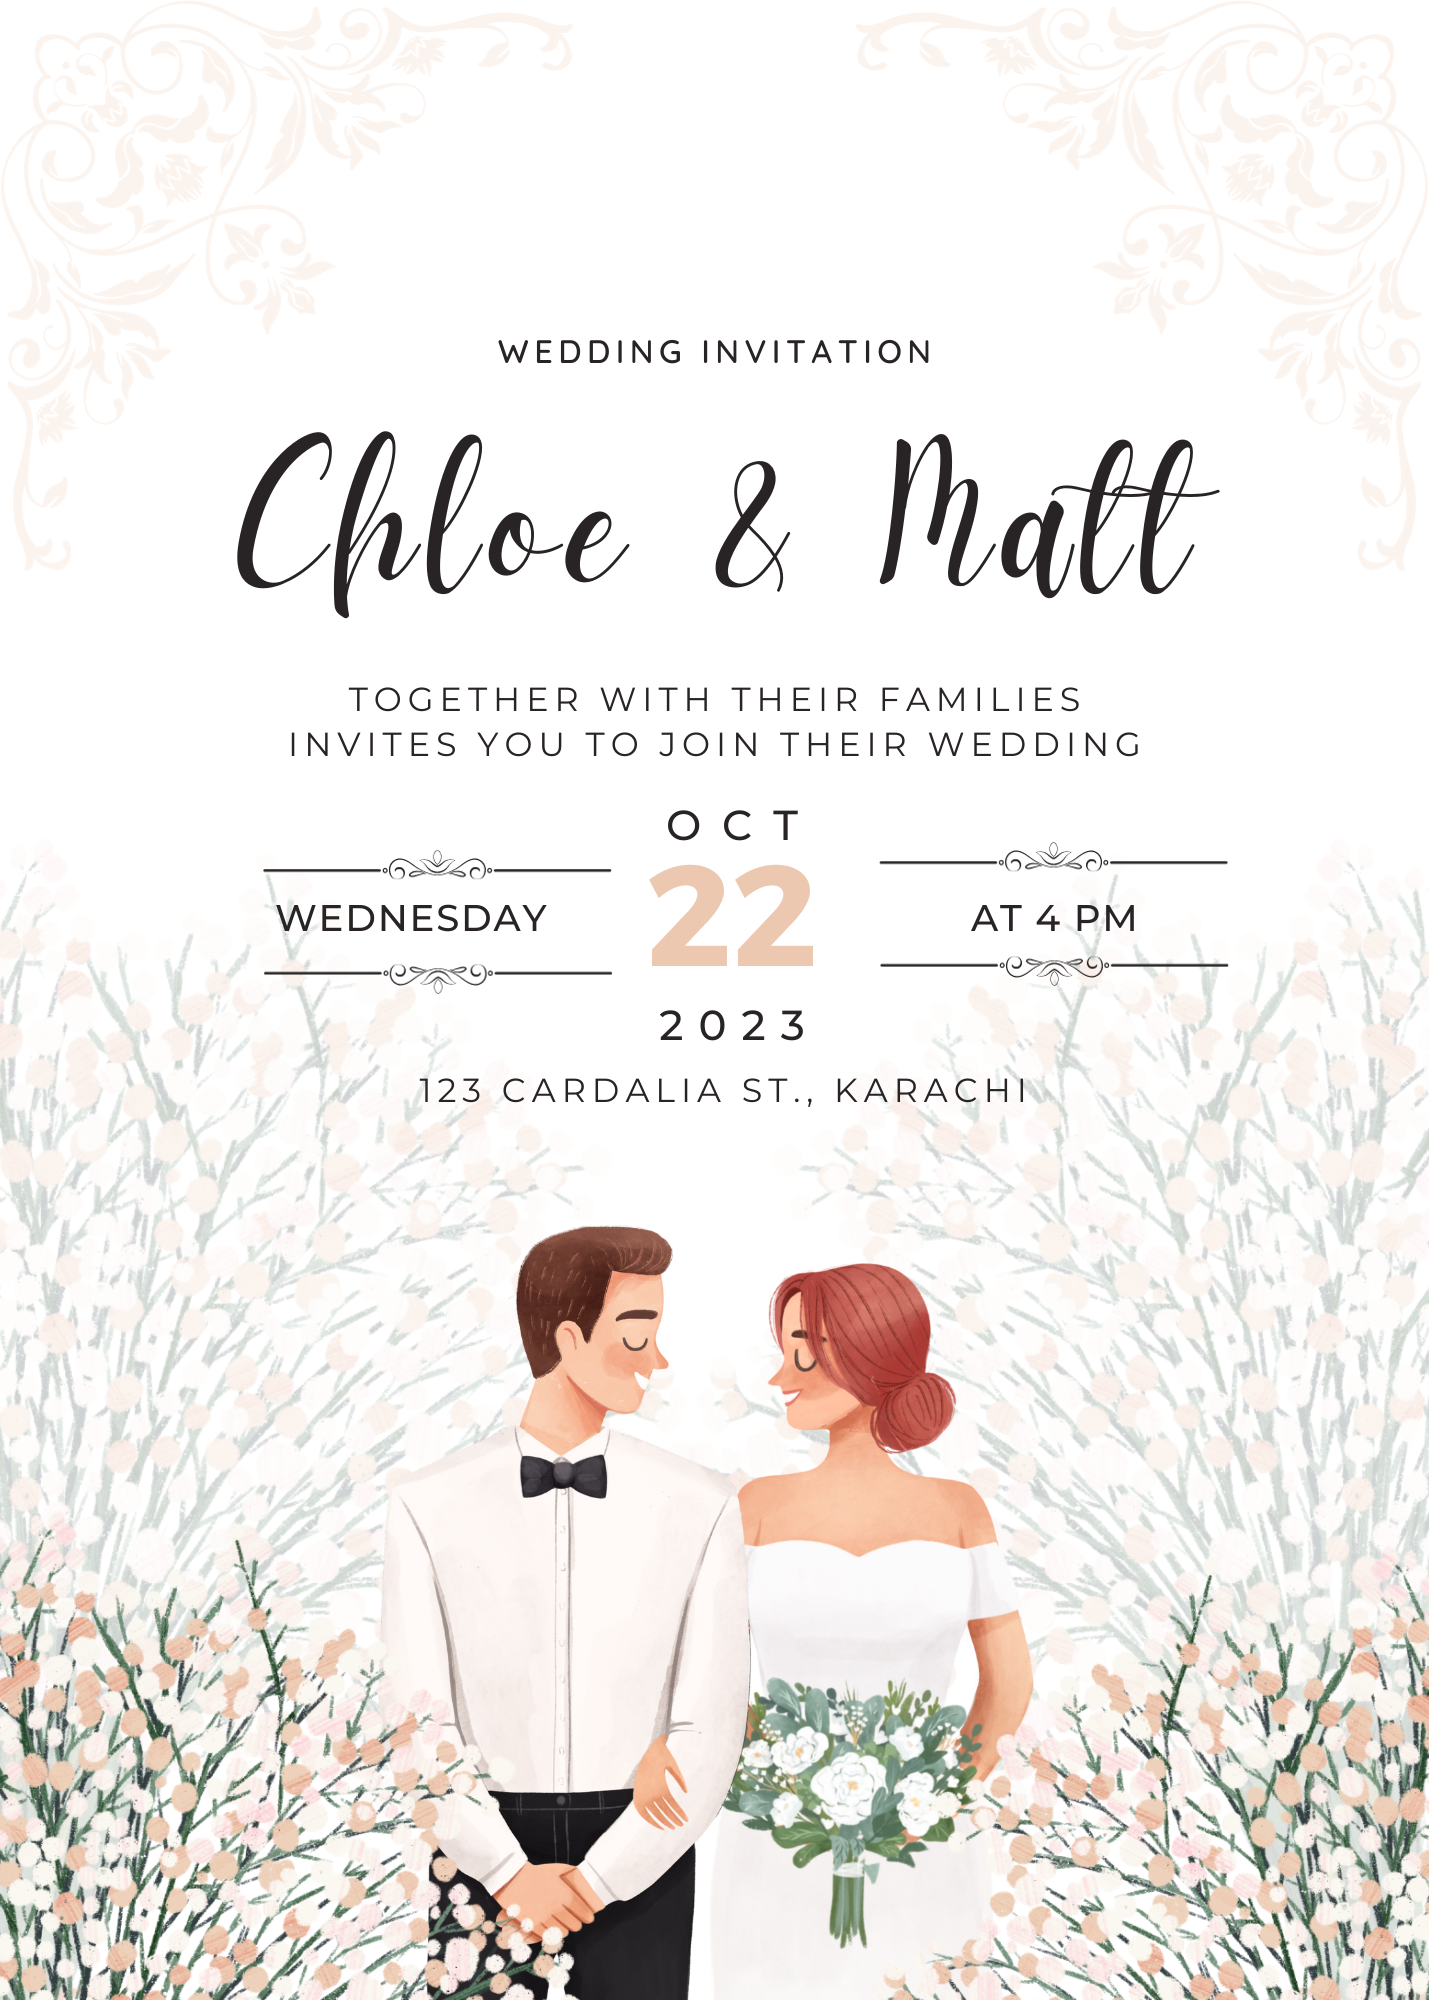 WEDDING INVITATION
Chloe & Matt
TOGETHER WITH THEIR FAMILIES
INVITES YOU TO JOIN THEIR WEDDING
OCT
WEDNESDAY
22
AT 4 PM
2023
123 CARDALIA ST., KARACHI